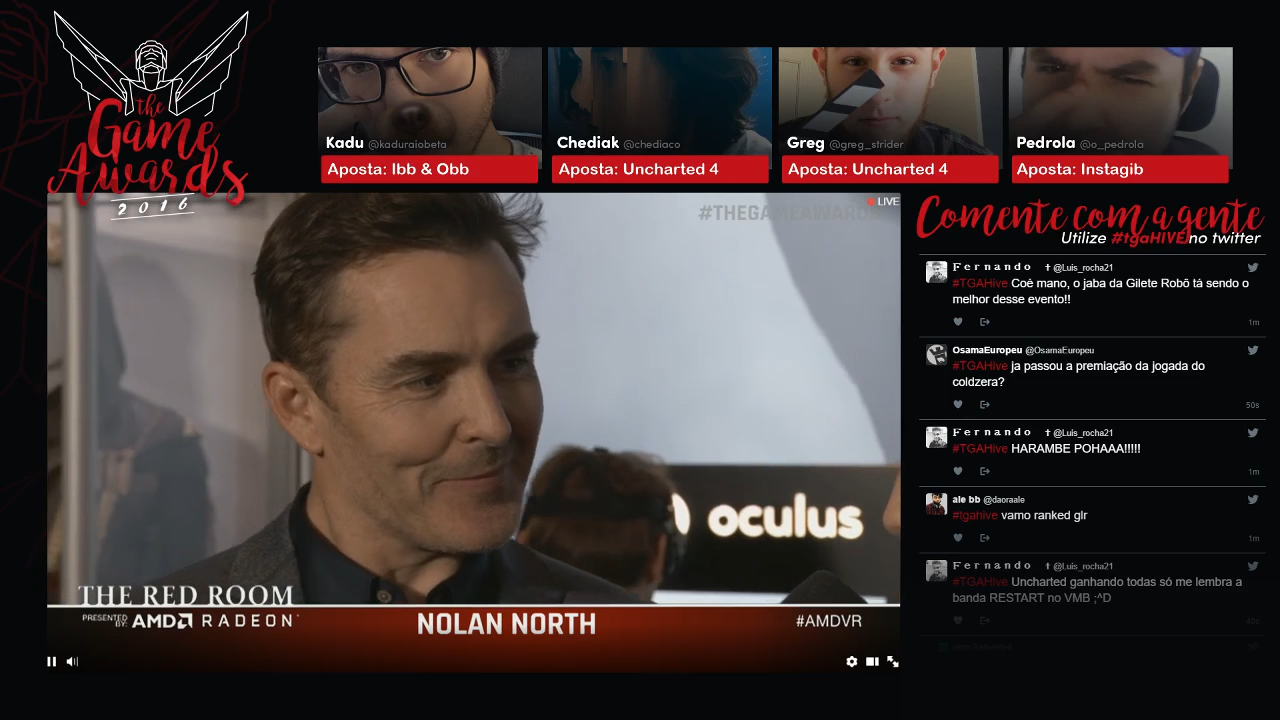 the
Game
Awards
2016
Kadu @kaduraiobeta
Aposta: Ibb & Obb
Chediak @chediaco
Aposta: Uncharted 4
Greg @greg_strider
Aposta: Uncharted 4
Pedrola @o_pedrola
Aposta: Instagib
#THEGAMEAWARDS
LIVE
oculus
THE RED ROOM
PRESENTED BY: AMD RADEON
NOLAN NORTH
#AMDVR
Comente com a gente
Utilize #tgaHIVE no twitter
Fernando ✝ @Luis_rocha21
#TGAHive Coê mano, o jaba da Gilete Robô tá sendo o
melhor desse evento!!
1m
OsamaEuropeu @OsamaEuropeu
#TGAHive ja passou a premiação da jogada do
coldzera?
50s
Fernando ✝ @Luis_rocha21
#TGAHive HARAMBE POHAAA!!!!!
1m
ale bb @daoraale
#tgahive vamo ranked glr
1m
Fernando ✝ @Luis_rocha21
#TGAHive Uncharted ganhando todas só me lembra a
banda RESTART no VMB ;^D
40s